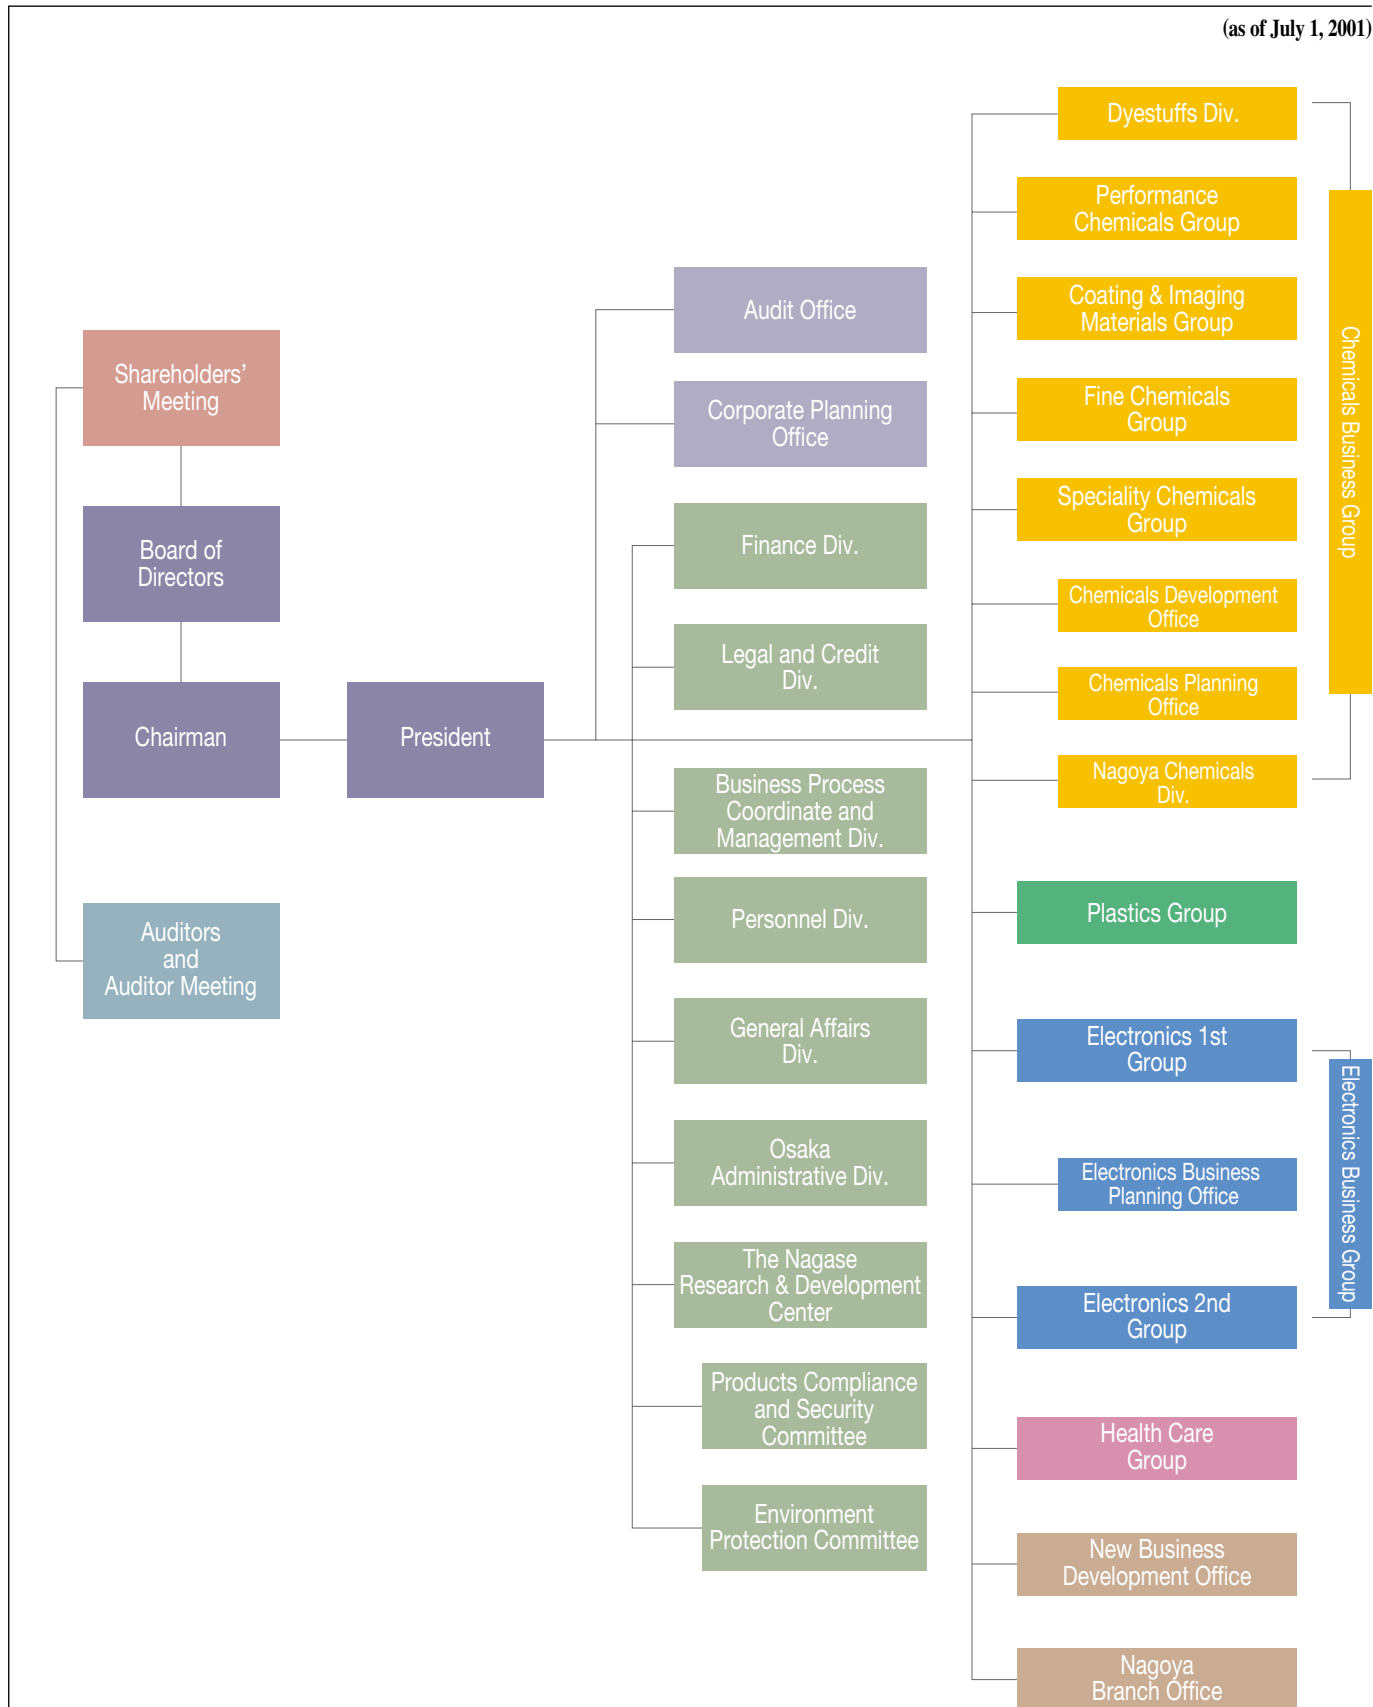 (as of July 1, 2001)
Shareholders’
Meeting
Board of
Directors
Chairman
President
Auditors
and
Auditor Meeting
Audit Office
Corporate Planning
Office
Finance Div.
Legal and Credit
Div.
Business Process
Coordinate and
Management Div.
Personnel Div.
General Affairs
Div.
Osaka
Administrative Div.
The Nagase
Research & Development
Center
Products Compliance
and Security
Committee
Environment
Protection Committee
Dyestuffs Div.
Performance
Chemicals Group
Coating & Imaging
Materials Group
Fine Chemicals
Group
Speciality Chemicals
Group
Chemicals Development
Office
Chemicals Planning
Office
Nagoya Chemicals
Div.
Chemicals Business Group
Plastics Group
Electronics 1st
Group
Electronics Business
Planning Office
Electronics 2nd
Group
Electronics Business Group
Health Care
Group
New Business
Development Office
Nagoya
Branch Office